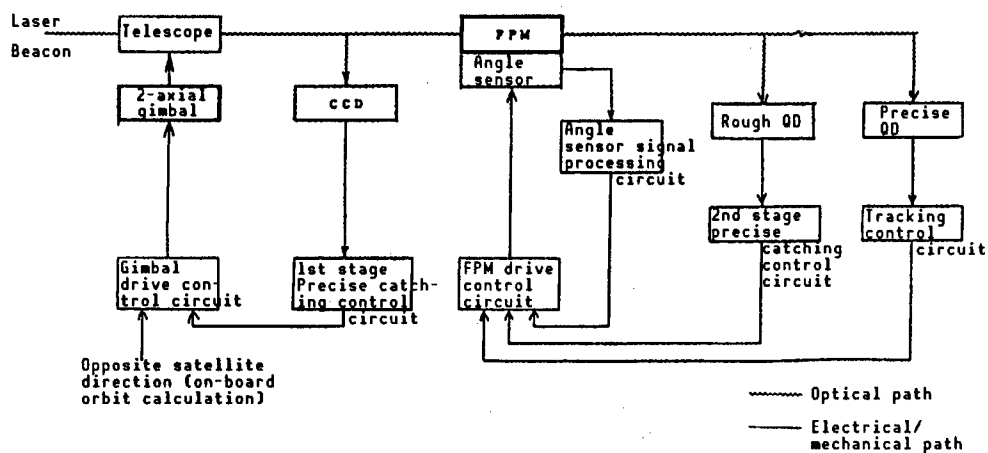 Laser
Beacon
Telescope
FPM
Angle
sensor
2-axial
gimbal
CCD
Angle
sensor signal
processing
circuit
Rough QD
Precise
QD
2nd stage
precise
catching
control
circuit
Tracking
control
circuit
Gimbal
drive con-
trol circuit
1st stage
Precise catch-
ing control
circuit
FPM drive
control
circuit
Opposite satellite
direction (on-board
orbit calculation)
Optical path
Electrical/
mechanical path